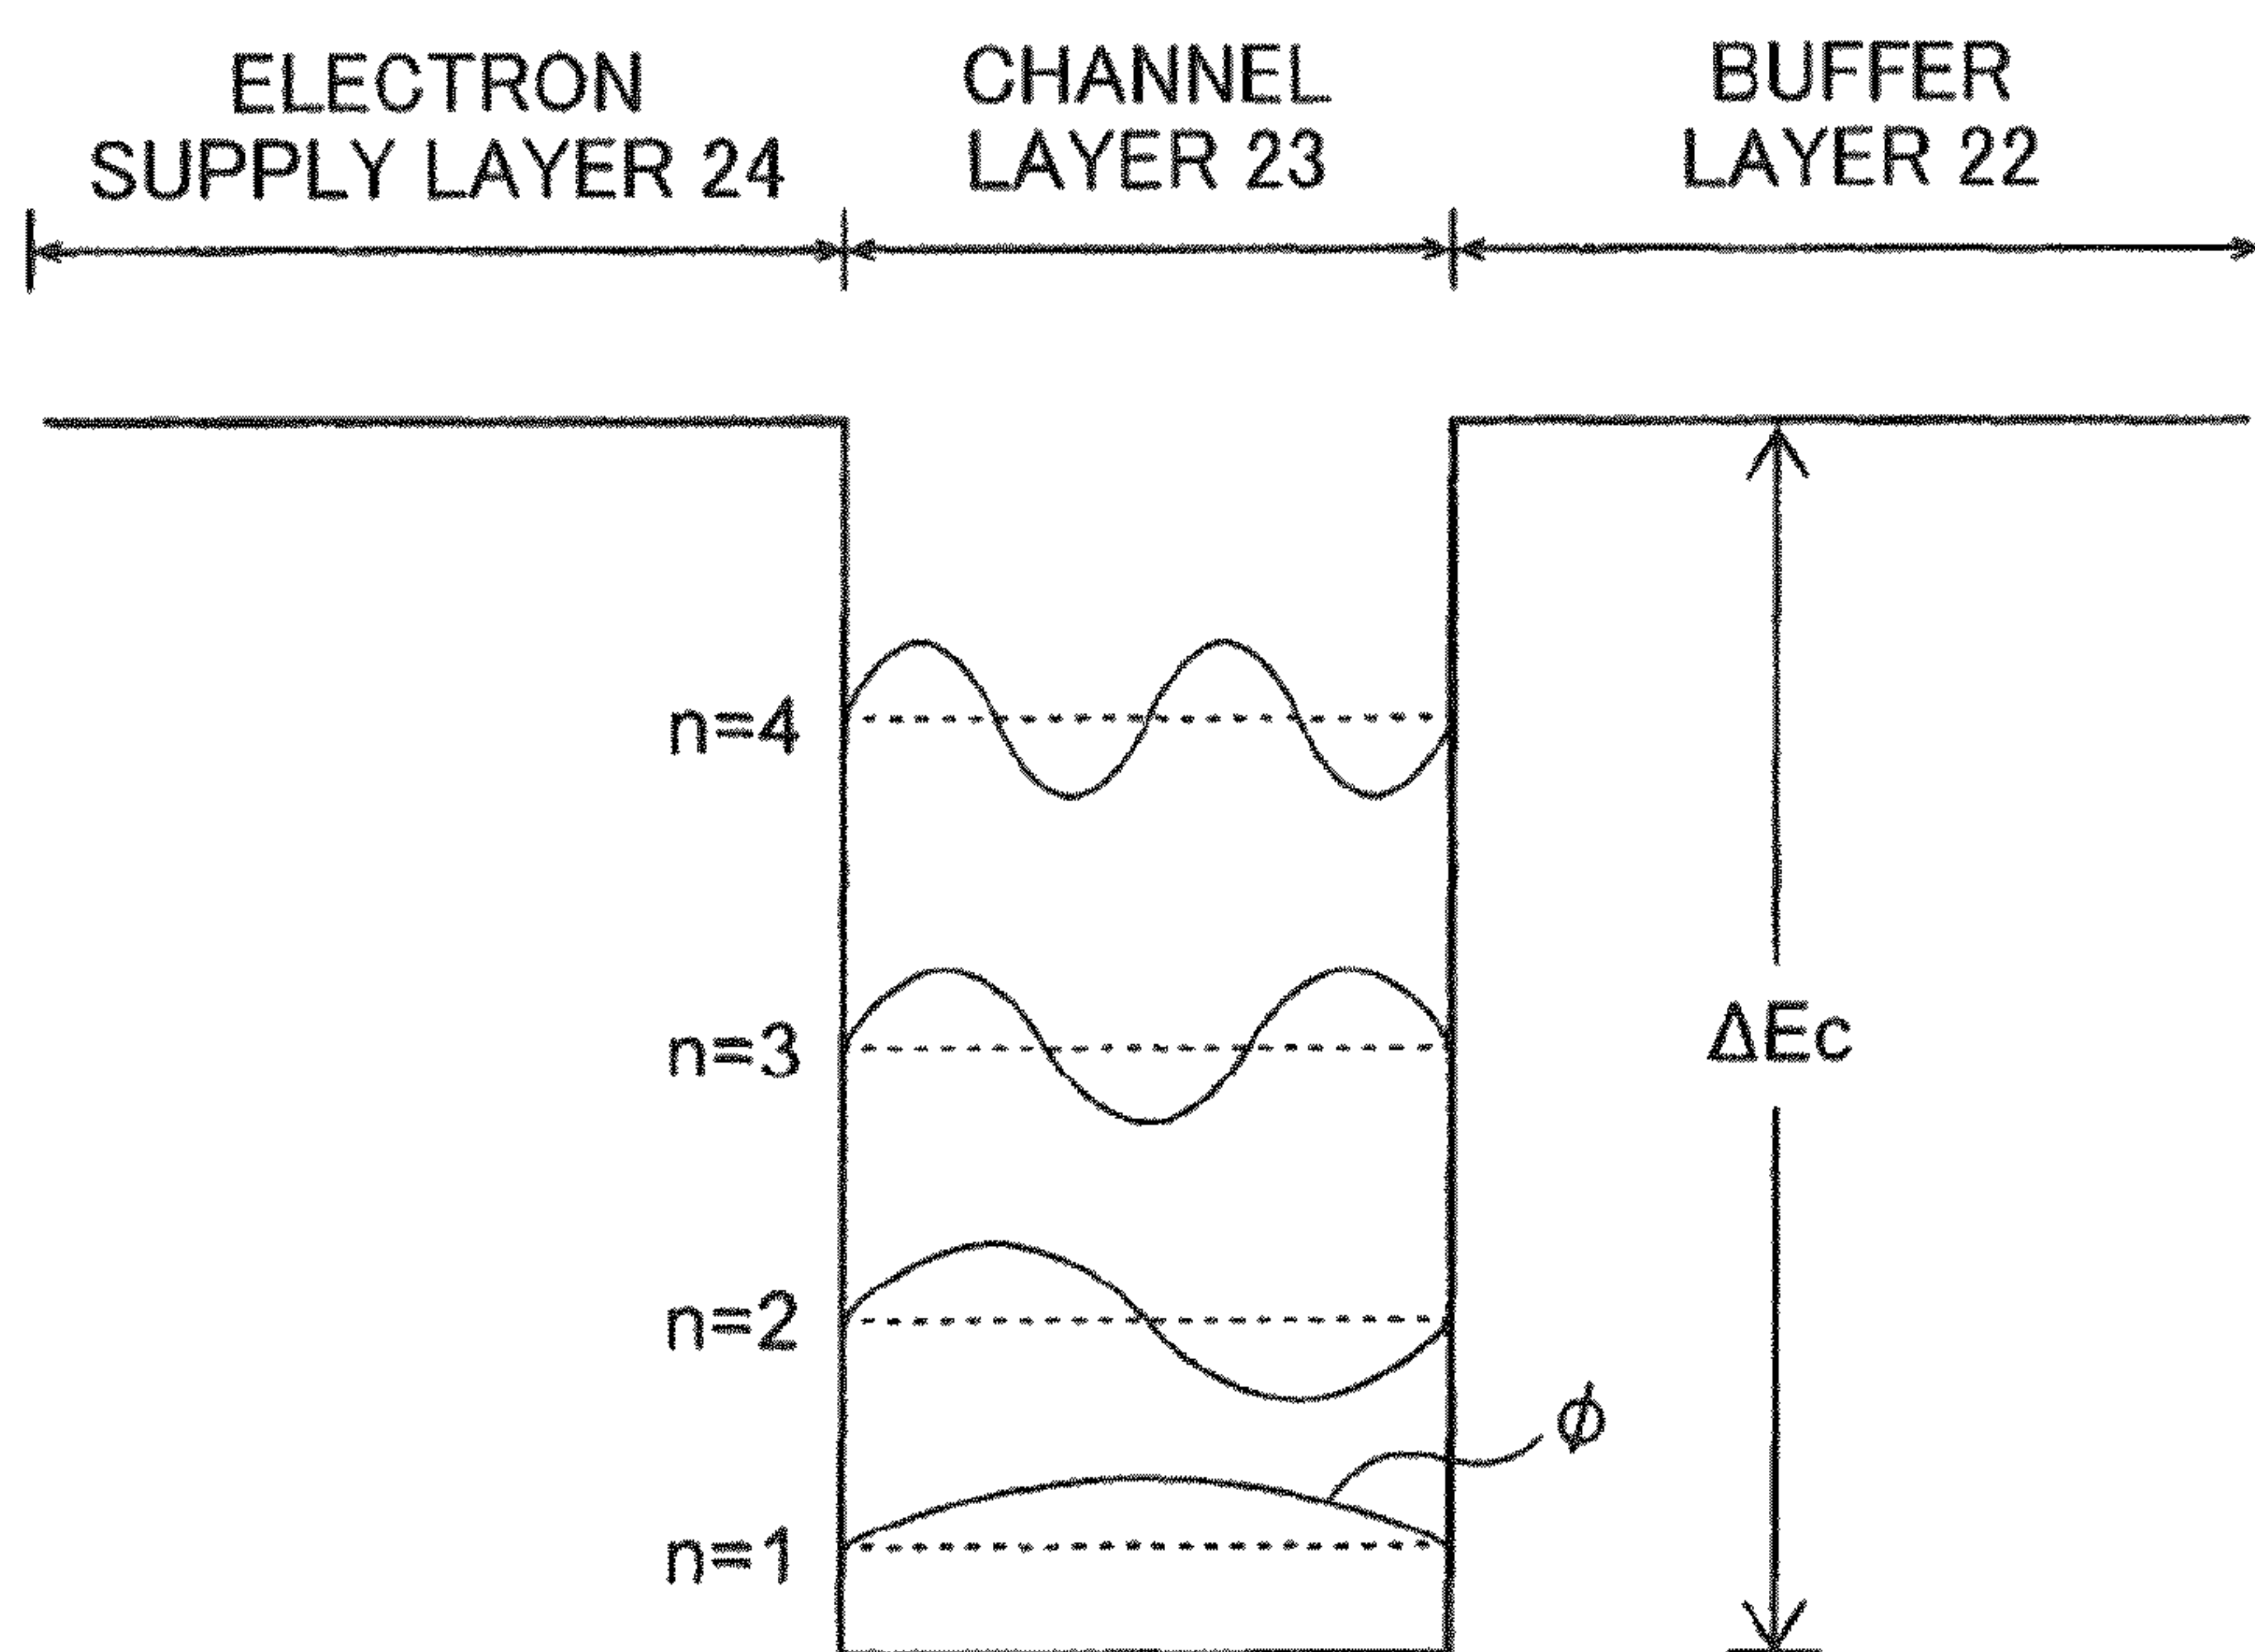 ELECTRON
SUPPLY LAYER 24
CHANNEL
LAYER 23
BUFFER
LAYER 22
n=4
n=3
ΔEc
n=2
ϕ
n=1